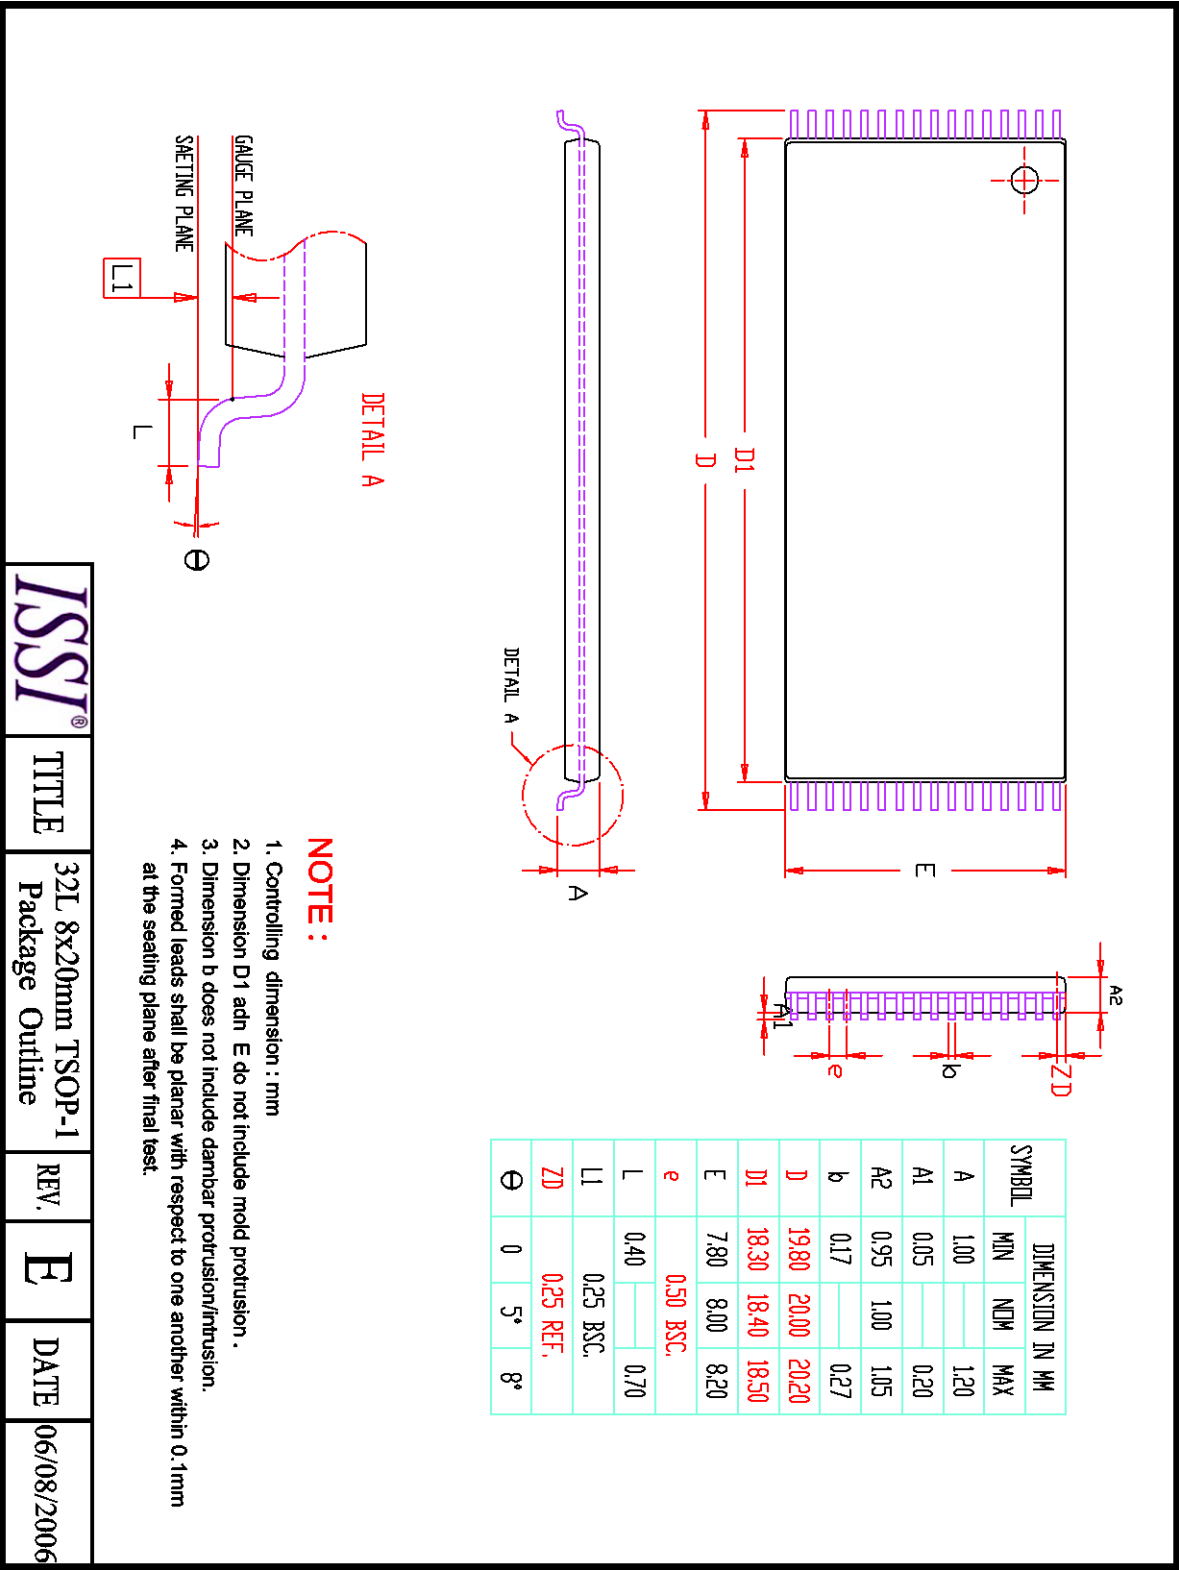 D1
D
E
A2
A1
e
b
ZD
A
DETAIL A
DETAIL A
GAUGE PLANE
SAETING PLANE
L1
L
Θ
SYMBOL DIMENSION IN MM
MIN NOM MAX
A 1.00 1.20
A1 0.05 0.20
A2 0.95 1.00 1.05
b 0.17 0.27
D 19.80 20.00 20.20
D1 18.30 18.40 18.50
E 7.80 8.00 8.20
e 0.50 BSC.
L 0.40 0.70
L1 0.25 BSC.
ZD 0.25 REF.
Θ 0 5° 8°
NOTE :
1. Controlling dimension : mm
2. Dimension D1 adn E do not include mold protrusion .
3. Dimension b does not include dambar protrusion/intrusion.
4. Formed leads shall be planar with respect to one another within 0.1mm
at the seating plane after final test.
ISSI®
TITLE
32L 8x20mm TSOP-1
Package Outline
REV.
E
DATE
06/08/2006